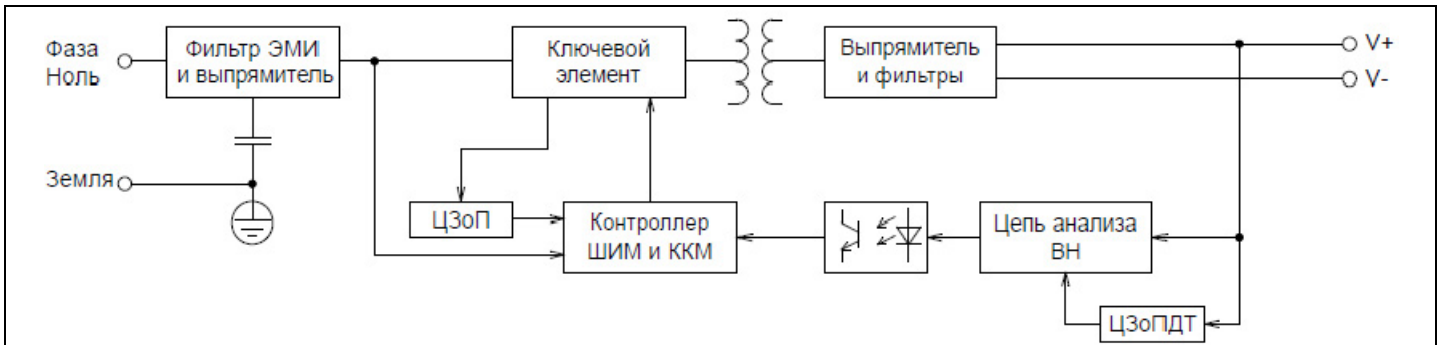 Фаза
Ноль
Фильтр ЭМИ
и выпрямитель
Ключевой
элемент
Выпрямитель
и фильтры
V+
V-
Земля
ЦЗоП
Контроллер
ШИМ и ККМ
Цепь анализа
ВН
ЦЗоПДТ